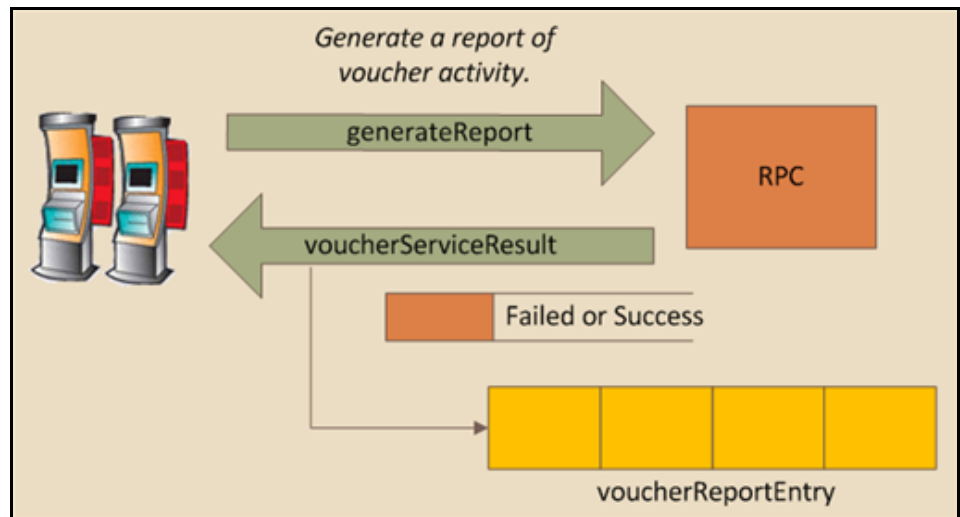 Generate a report of
voucher activity.
generateReport
RPC
voucherServiceResult
Failed or Success
voucherReportEntry